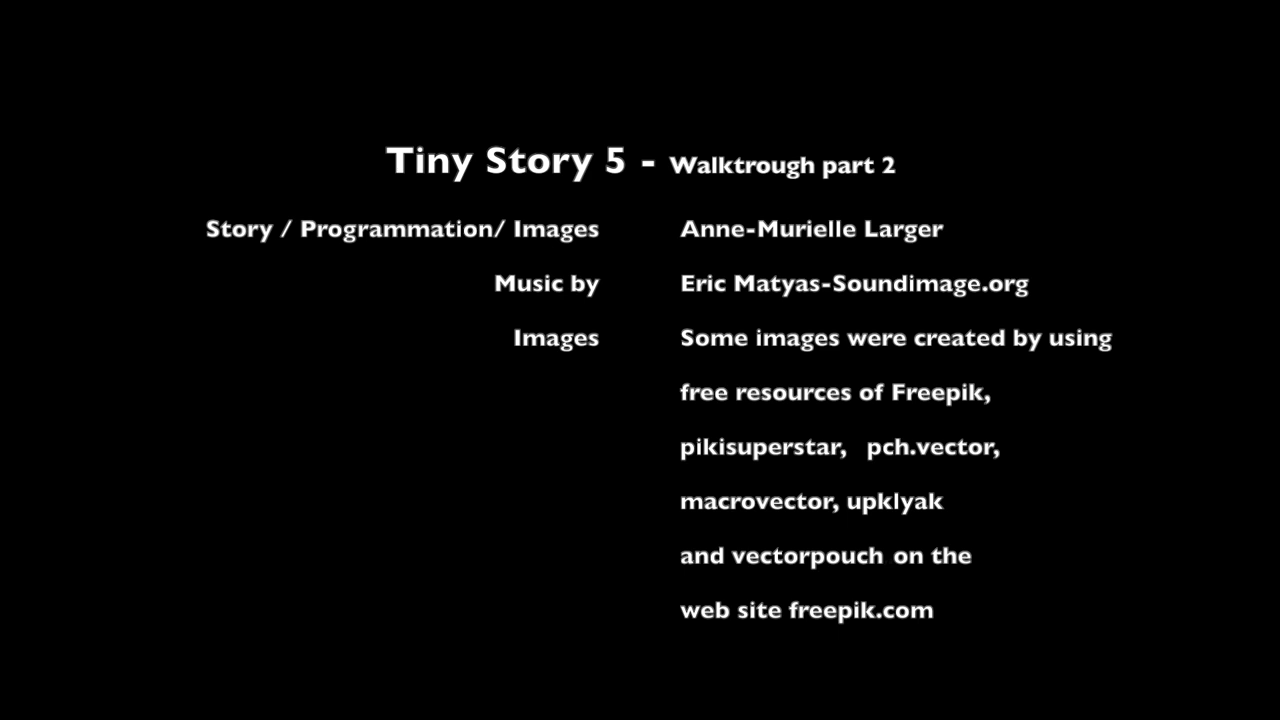 Tiny Story 5 - Walktrough part 2
Story / Programmation/ Images Anne-Murielle Larger
Music by Eric Matyas-Soundimage.org
Images Some images were created by using
free resources of Freepik,
pikisuperstar, pch.vector,
macrovector, upklyak
and vectorpouch on the
web site freepik.com